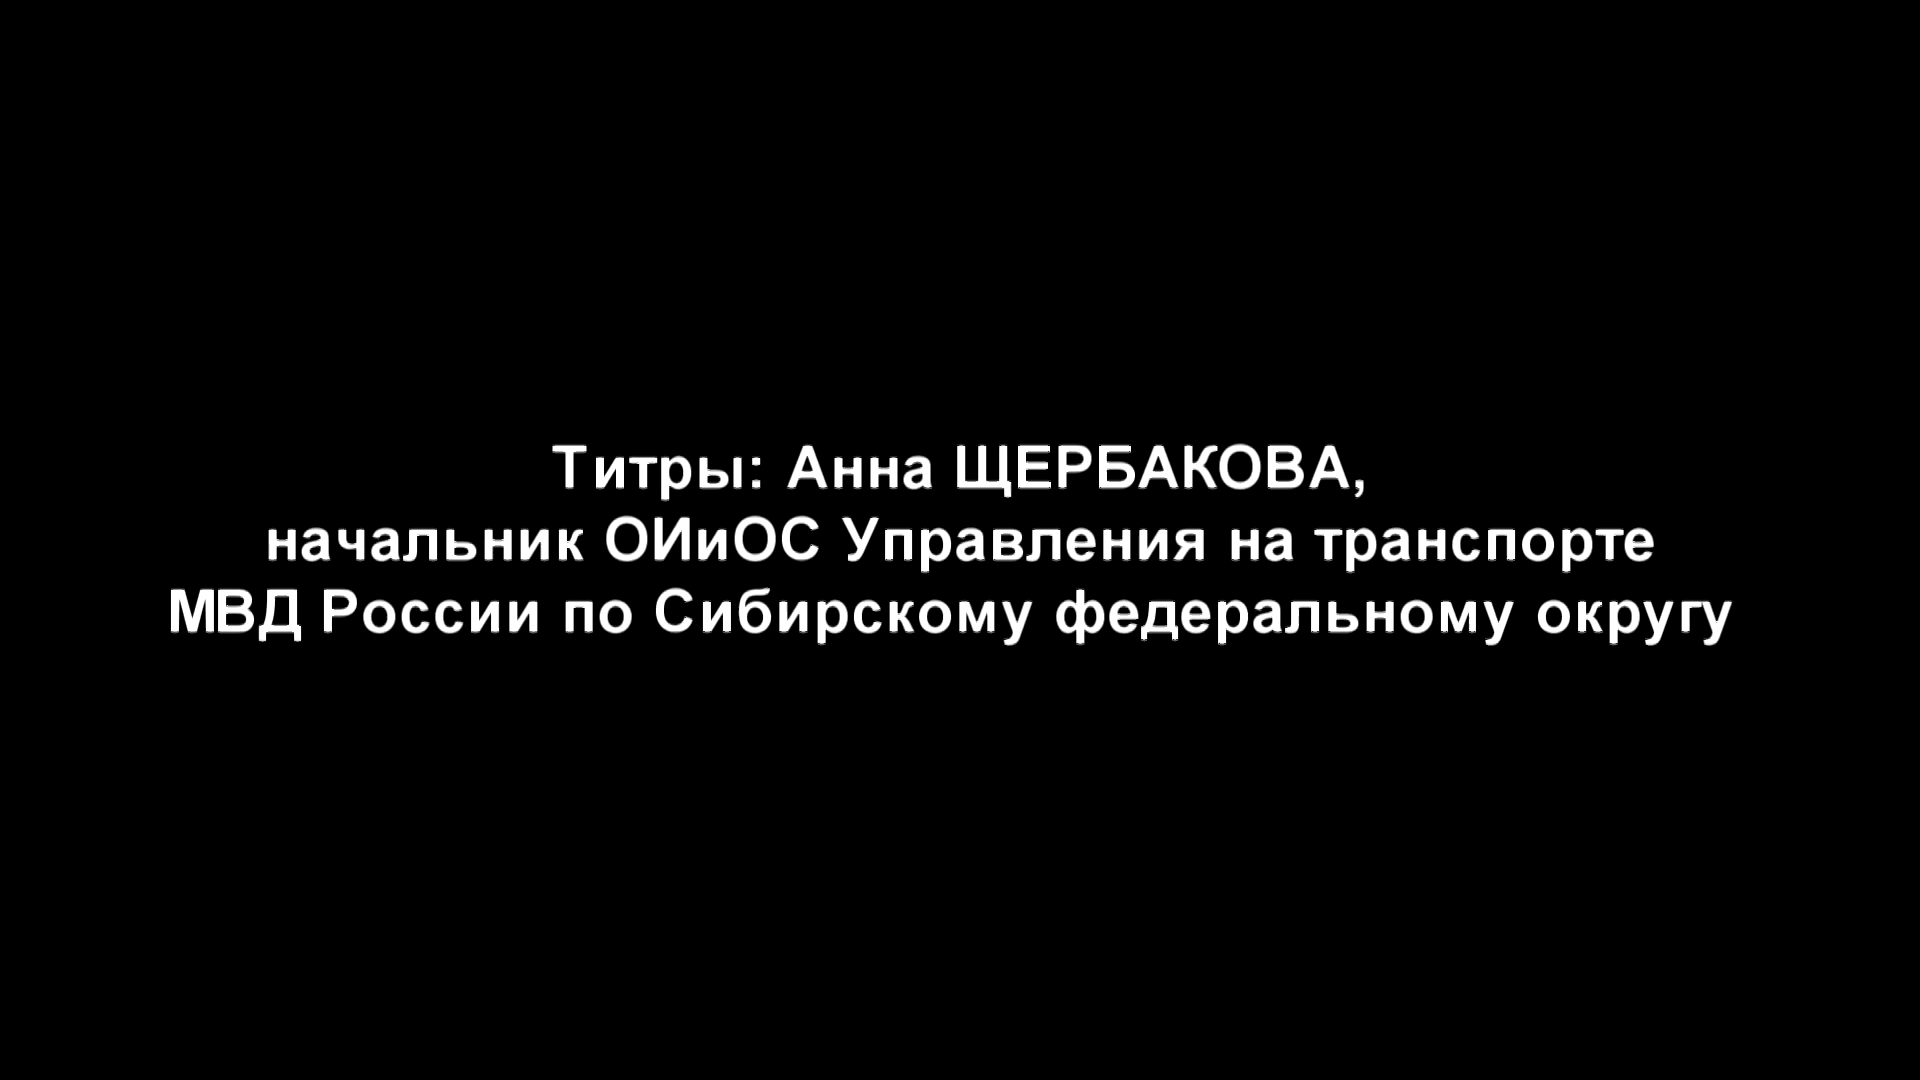 Титры: Анна ЩЕРБАКОВА,
начальник ОИиОС Управления на транспорте
МВД России по Сибирскому федеральному округу